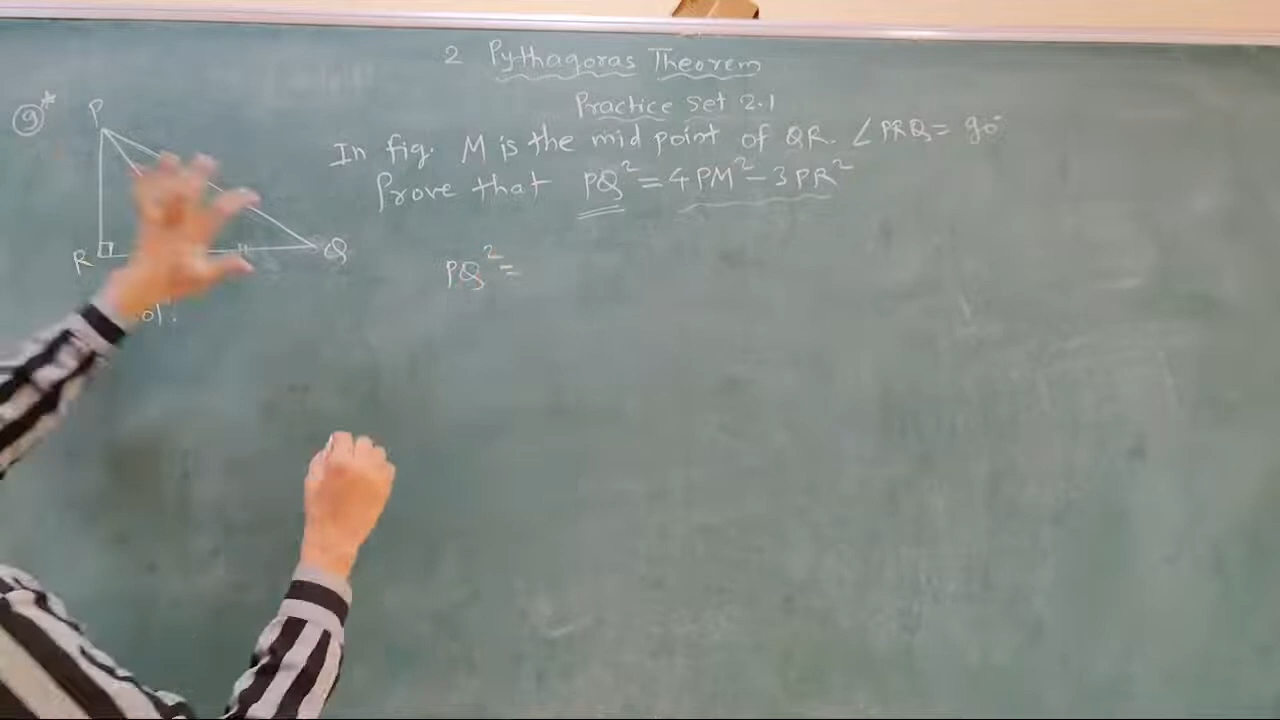 2 Pythagoras Theorem
Practice Set 2.1
9*
In fig. M is the mid point of QR. ∠PRQ = 90°
Prove that PQ² = 4PM² - 3PR²
P
R
Q
PQ² =
ol.